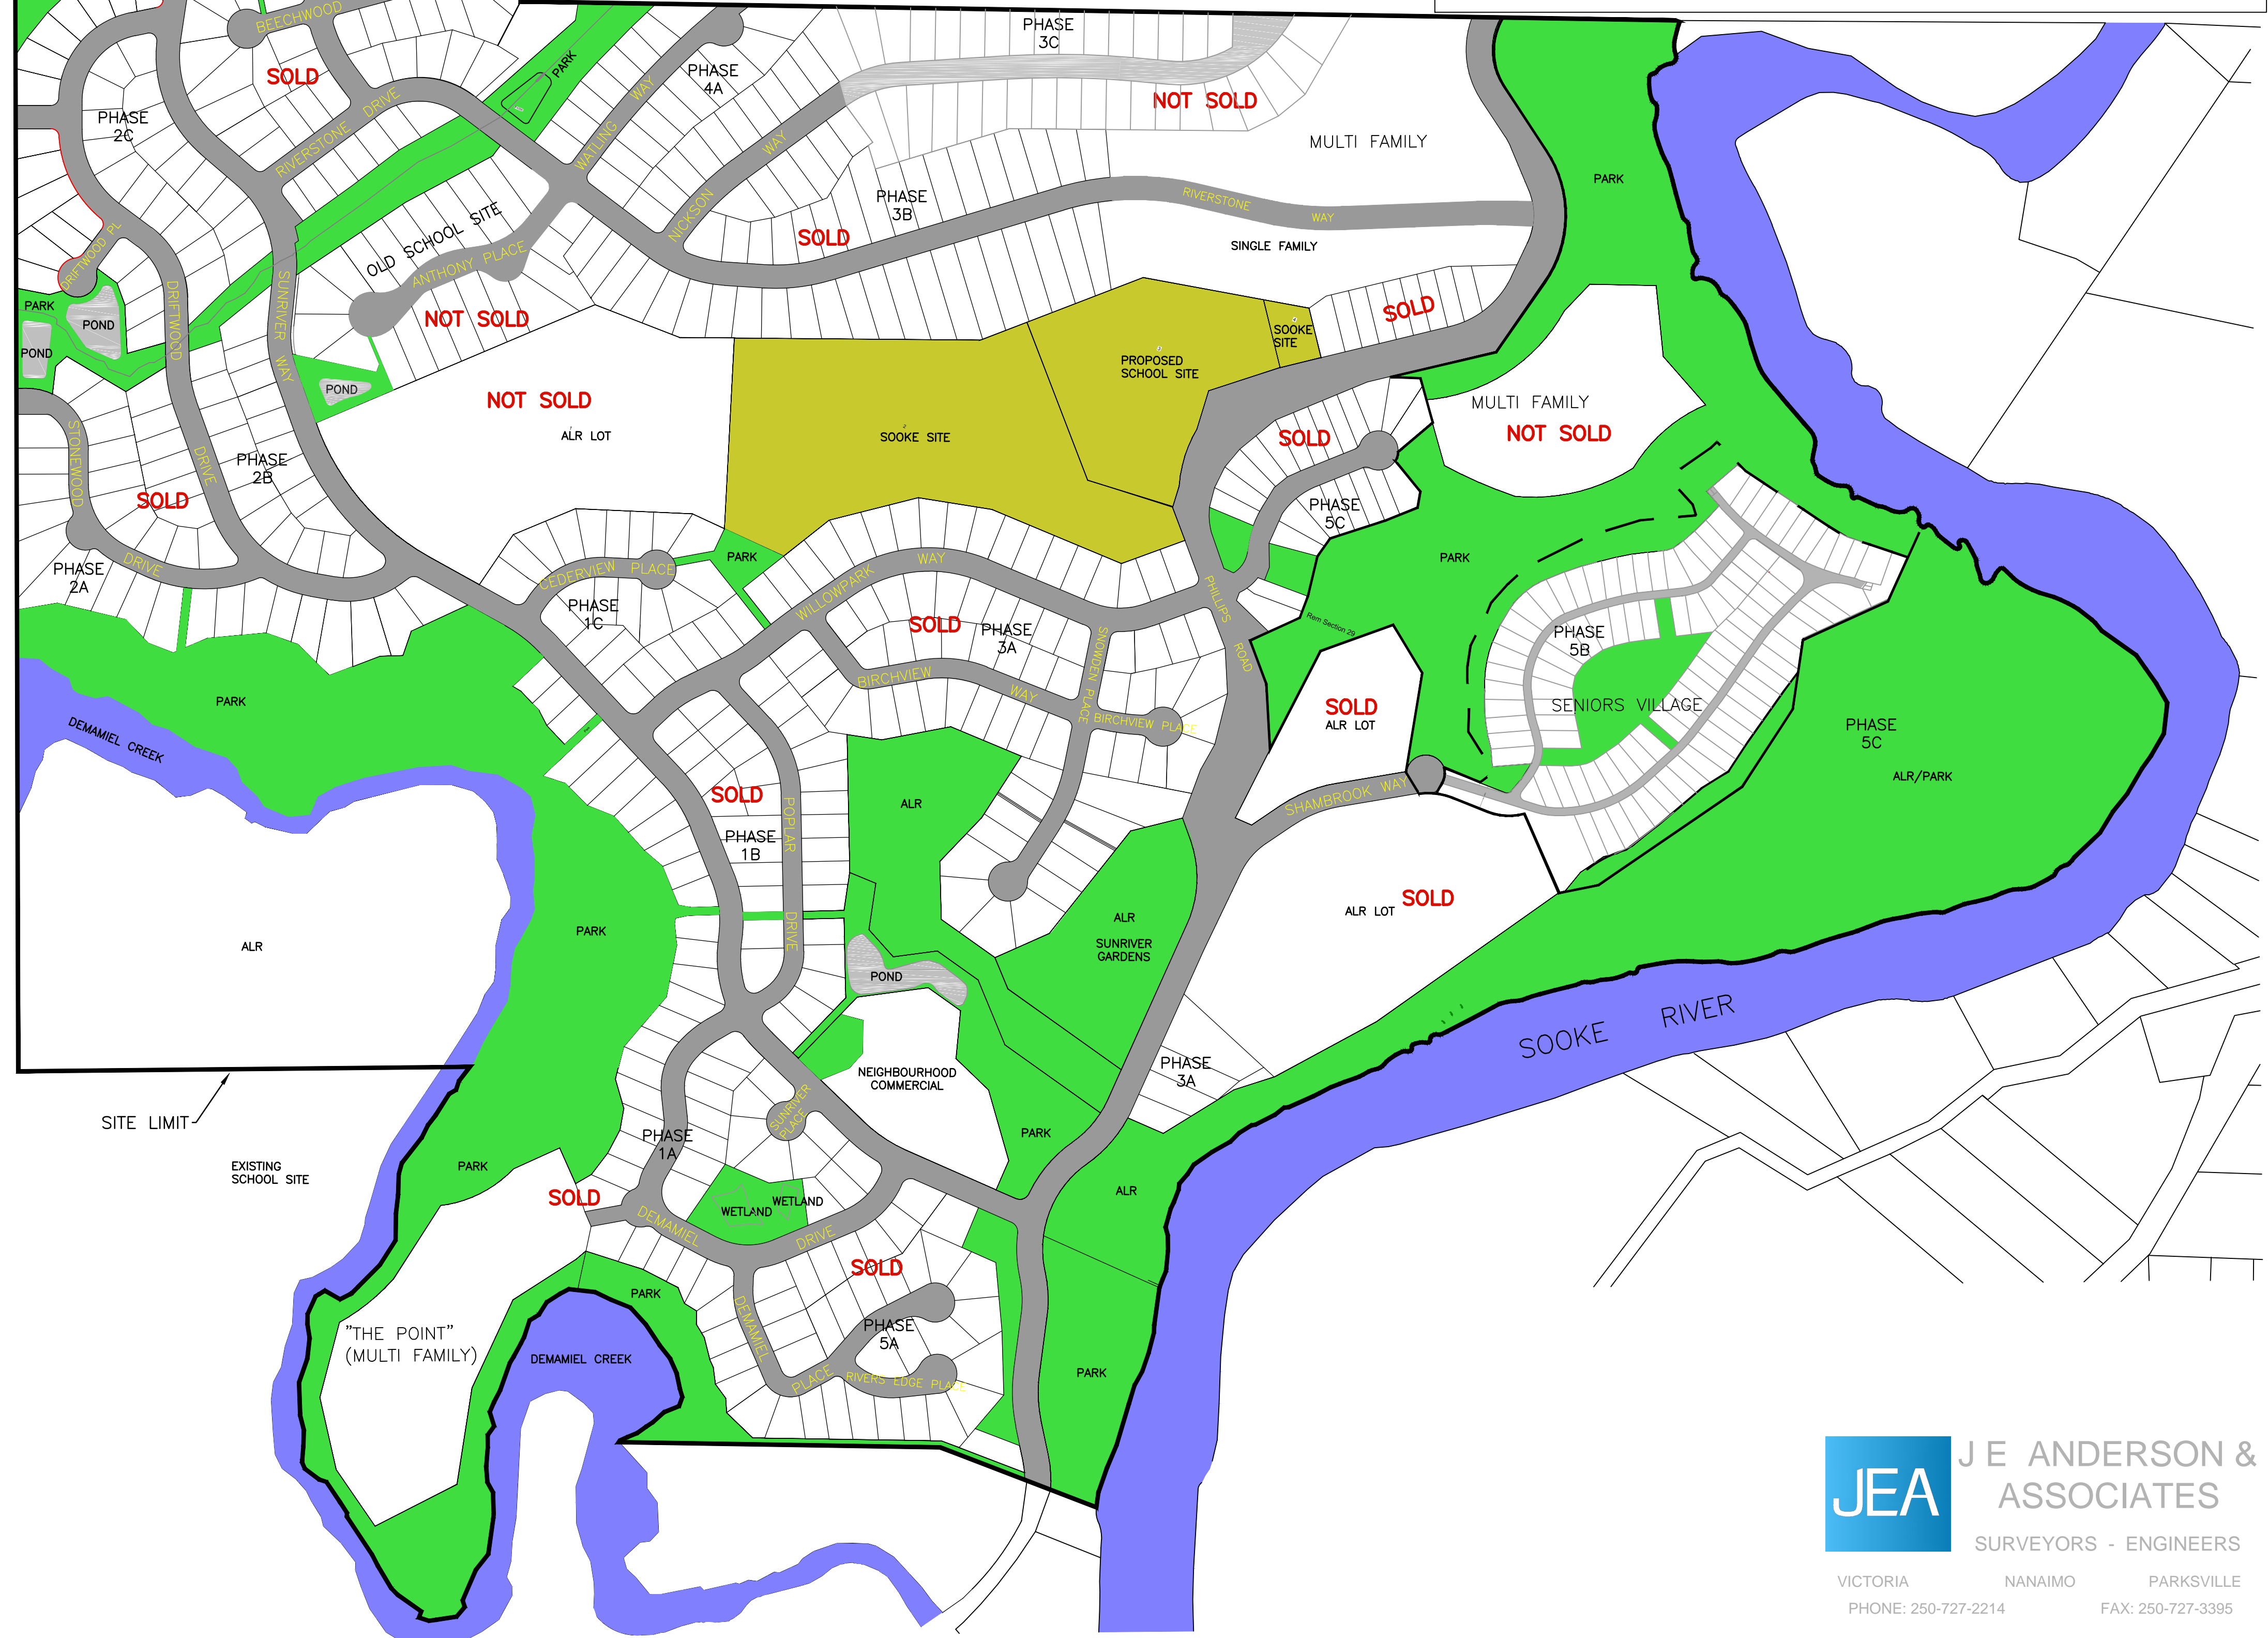 BEECHWOOD
PHASE
3C
PARK
SOLD
PHASE
4A
WATLING WAY
PHASE
2C
RIVERSTONE DRIVE
NOT SOLD
NICKSON WAY
MULTI FAMILY
PARK
PHASE
3B
RIVERSTONE WAY
SOLD
SINGLE FAMILY
OLD SCHOOL SITE
ANTHONY PLACE
DRIFTWOOD PL
SUNRIVER WAY
DRIFTWOOD DRIVE
PARK
POND
POND
NOT SOLD
SOLD
SOOKE
SITE
PROPOSED
SCHOOL SITE
POND
NOT SOLD
ALR LOT
SOOKE SITE
MULTI FAMILY
NOT SOLD
SOLD
STONEWOOD DRIVE
PHASE
2B
SOLD
PHASE
5C
PARK
PARK
PHASE
2A
CEDERVIEW PLACE
PHASE
1C
WILLOWPARK WAY
PHILLIPS ROAD
SOLD
PHASE
3A
SNOWDEN PLACE
Rem Section 29
PHASE
5B
BIRCHVIEW WAY
BIRCHVIEW PLACE
SENIORS VILLAGE
SOLD
ALR LOT
PHASE
5C
ALR/PARK
PARK
DEMAMIEL CREEK
SHAMBROOK WAY
SOLD
POPLAR DRIVE
PHASE
1B
ALR
ALR
PARK
ALR
SUNRIVER
GARDENS
ALR LOT
SOLD
POND
SOOKE RIVER
NEIGHBOURHOOD
COMMERCIAL
PHASE
3A
SITE LIMIT
SUNRIVER
PLACE
PHASE
1A
PARK
EXISTING
SCHOOL SITE
PARK
SOLD
WETLAND
WETLAND
ALR
DEMAMIEL DRIVE
SOLD
PARK
DEMAMIEL PLACE
PHASE
5A
"THE POINT"
(MULTI FAMILY)
DEMAMIEL CREEK
RIVERS EDGE PLACE
PARK
JEA
J E ANDERSON &
ASSOCIATES
SURVEYORS - ENGINEERS
VICTORIA NANAIMO PARKSVILLE
PHONE: 250-727-2214 FAX: 250-727-3395